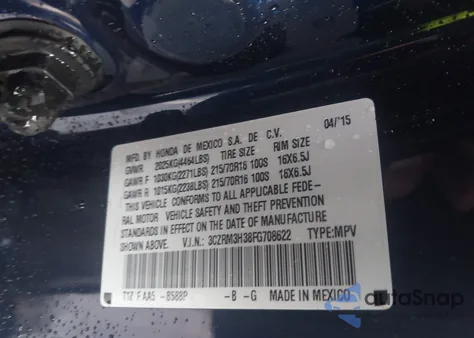 MFD. BY HONDA DE MEXICO S.A. DE C.V. 04/'15
GMWR 2025KG(4464LBS) TIRE SIZE RIM SIZE
GAWR F 1030KG(2271LBS) 215/70R16 100S 16X6.5J
GAWR R 1015KG(2238LBS) 215/70R16 100S 16X6.5J
THIS VEHICLE CONFORMS TO ALL APPLICABLE FEDE-
RAL MOTOR VEHICLE SAFETY AND THEFT PREVENTION
STANDARDS IN EFFECT ON THE DATE OF MANUFACTURE
SHOWN ABOVE. V.I.N.: 3CZRM3H38FG708622 TYPE:MPV
B588P -B -G MADE IN MEXICO
autoSnap